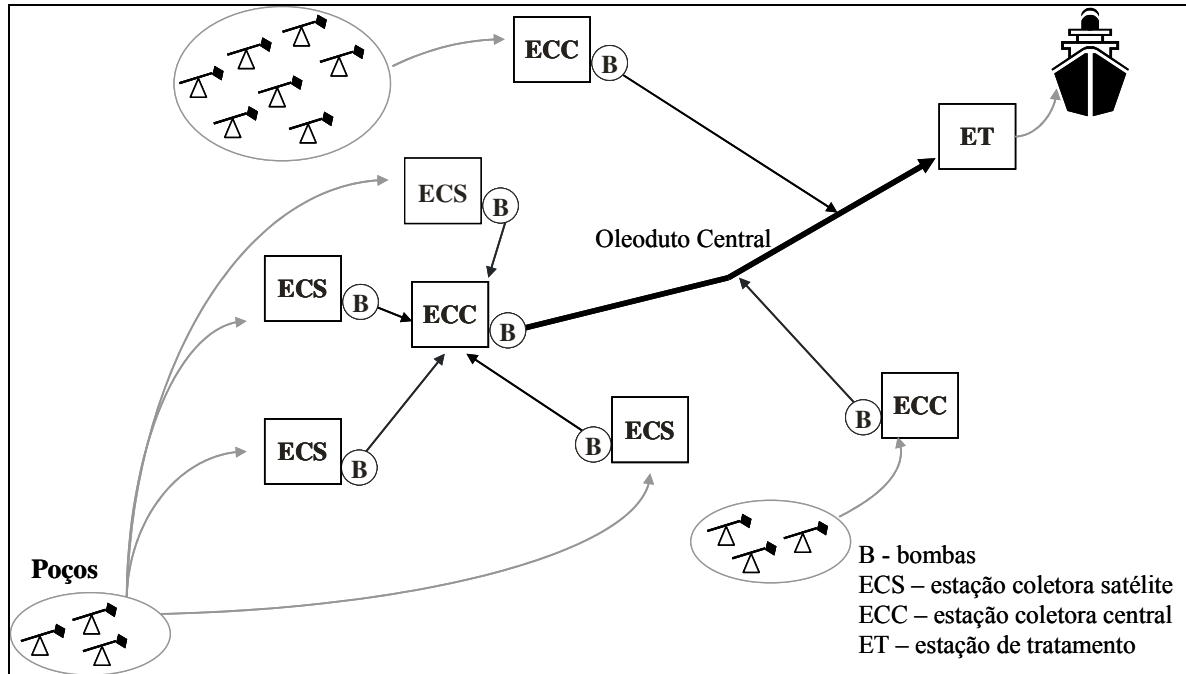 ECC
B
ET
ECS
B
Oleoduto Central
ECS
B
ECC
B
ECC
B
ECS
B
ECS
B
Poços
B - bombas
ECS – estação coletora satélite
ECC – estação coletora central
ET – estação de tratamento